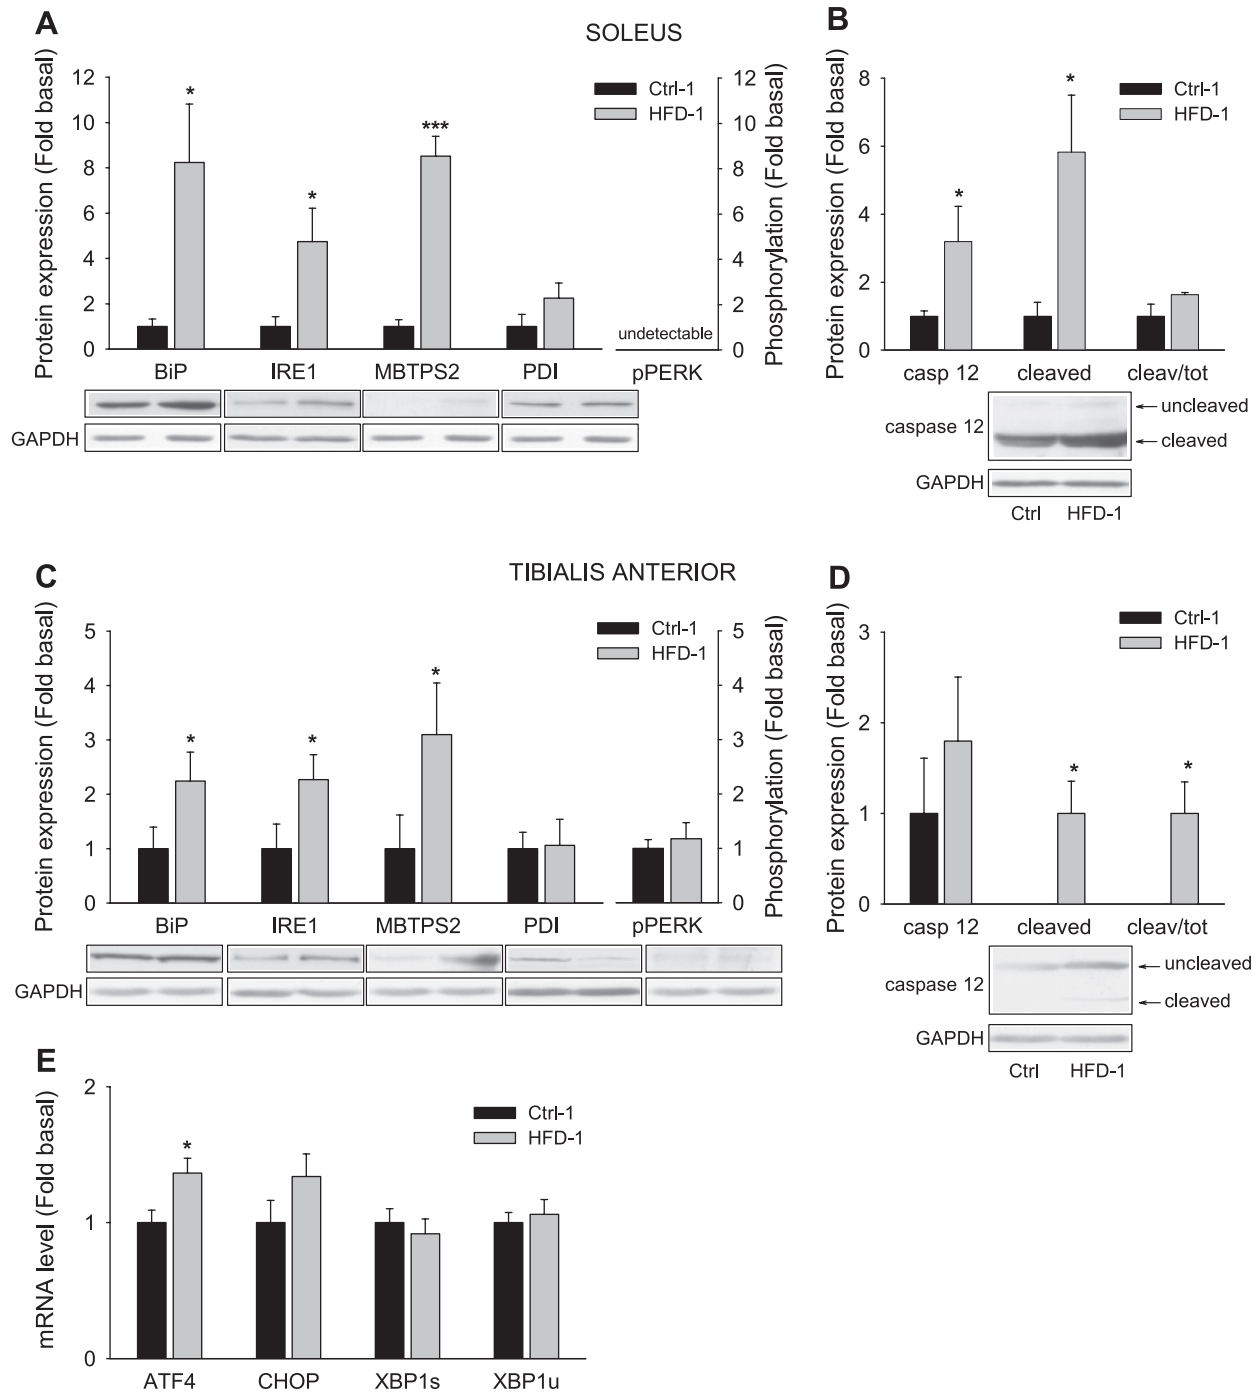 A
SOLEUS
Protein expression (Fold basal)
12
10
8
6
4
2
0
*
*
***
Ctrl-1
HFD-1
12
10
8
6
4
2
0
Phosphorylation (Fold basal)
undetectable
BiP IRE1 MBTPS2 PDI pPERK
GAPDH
B
Protein expression (Fold basal)
8
6
4
2
0
*
*
Ctrl-1
HFD-1
casp 12 cleaved cleav/tot
caspase 12
uncleaved
cleaved
GAPDH
Ctrl HFD-1
C
TIBIALIS ANTERIOR
Protein expression (Fold basal)
5
4
3
2
1
0
*
*
*
Ctrl-1
HFD-1
5
4
3
2
1
0
Phosphorylation (Fold basal)
BiP IRE1 MBTPS2 PDI pPERK
GAPDH
D
Protein expression (Fold basal)
3
2
1
0
*
*
Ctrl-1
HFD-1
casp 12 cleaved cleav/tot
caspase 12
uncleaved
cleaved
GAPDH
Ctrl HFD-1
E
mRNA level (Fold basal)
2
1
0
*
Ctrl-1
HFD-1
ATF4 CHOP XBP1s XBP1u